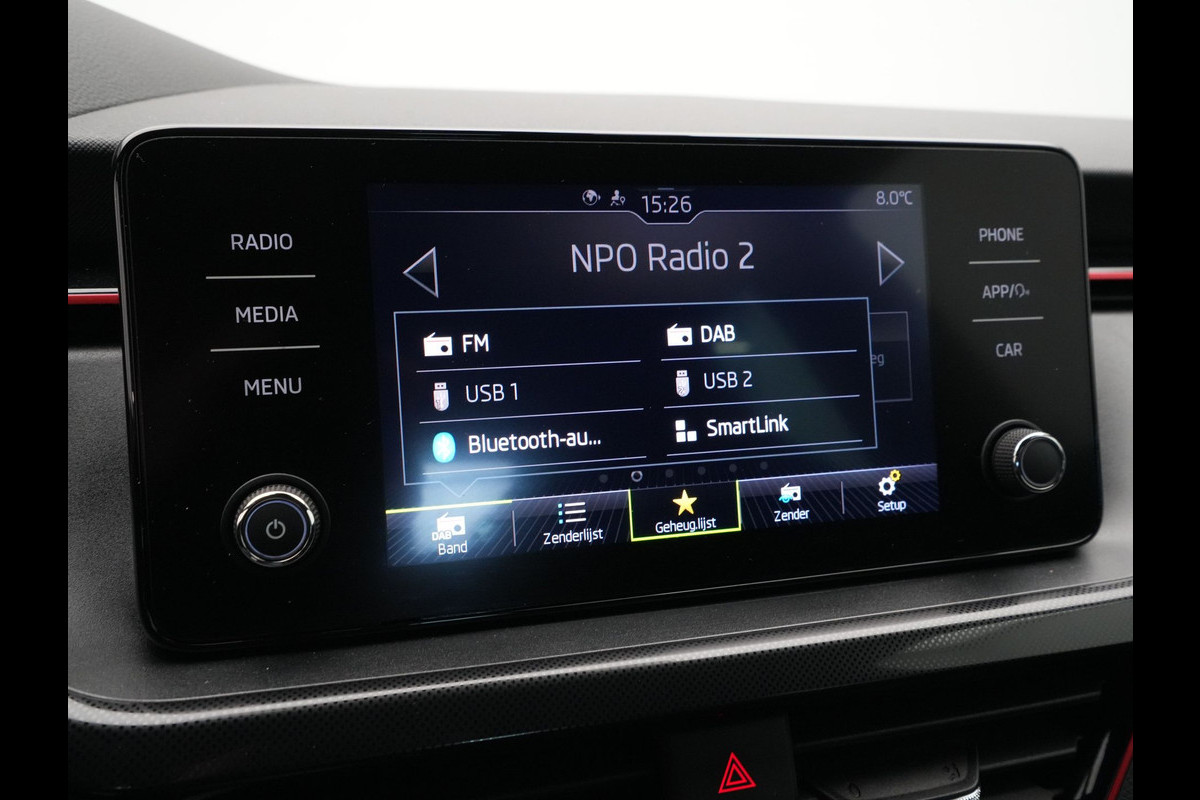 15:26
8.0°C
NPO Radio 2
RADIO
MEDIA
MENU
PHONE
APP/
CAR
FM
DAB
USB 1
USB 2
Bluetooth-au...
SmartLink
eg
DAB
Band
Zenderlijst
Geheug.lijst
Zender
Setup